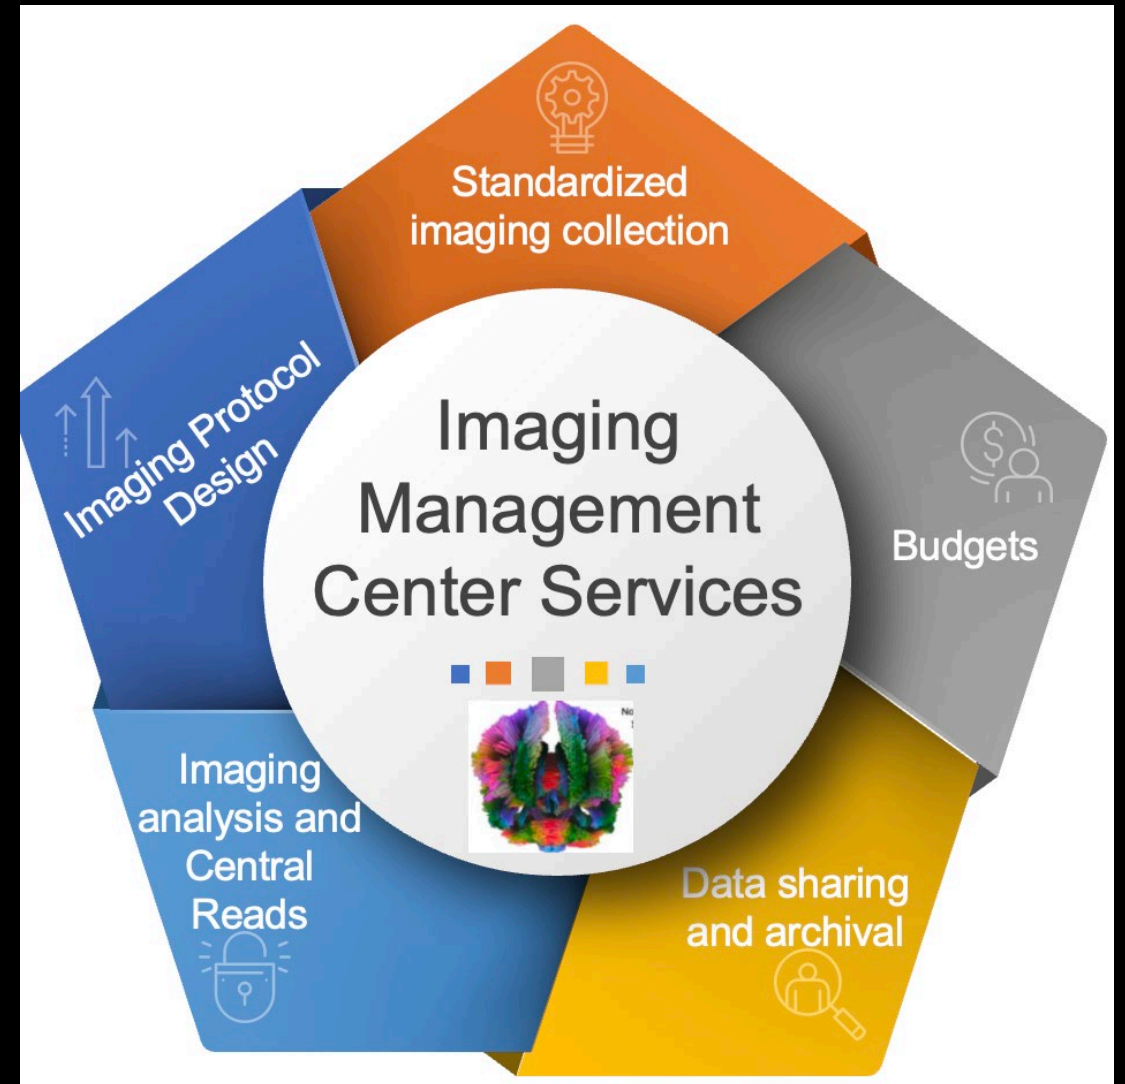 Standardized
imaging collection
Imaging Protocol
Design
Imaging
Management
Center Services
Budgets
Imaging
analysis and
Central
Reads
Data sharing
and archival